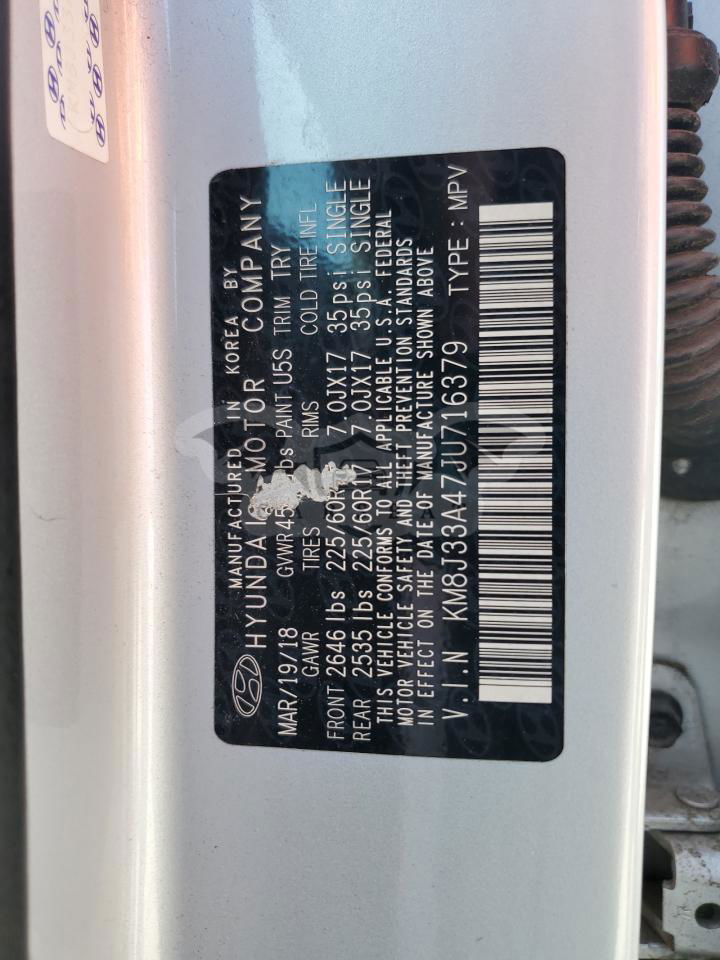 MANUFACTURED IN KOREA BY
HYUNDAI MOTOR COMPANY
MAR/19/18 GVWR45 lbs PAINT U5S TRIM TRY
GAWR TIRES RIMS COLD TIRE INFL
FRONT 2646 lbs 225/60R 7.0JX17 35psi SINGLE
REAR 2535 lbs 225/60R17 7.0JX17 35psi SINGLE
THIS VEHICLE CONFORMS TO ALL APPLICABLE U.S.A. FEDERAL
MOTOR VEHICLE SAFETY AND THEFT PREVENTION STANDARDS
IN EFFECT ON THE DATE OF MANUFACTURE SHOWN ABOVE
V.I.N KM8J33A47JU716379 TYPE : MPV